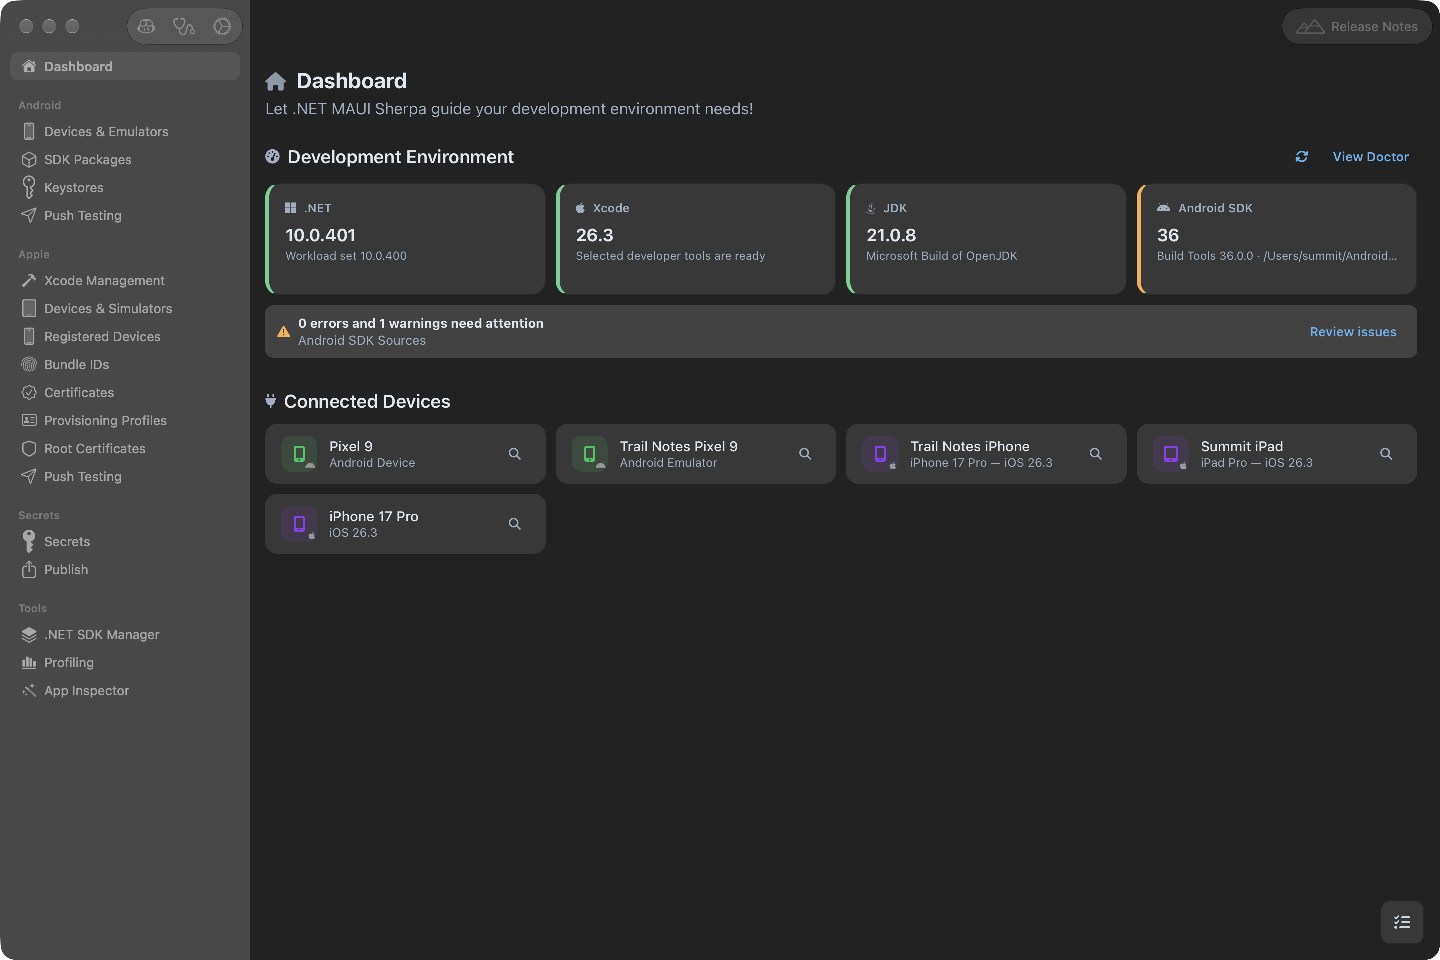 Release Notes
Dashboard
Android
Devices & Emulators
SDK Packages
Keystores
Push Testing
Apple
Xcode Management
Devices & Simulators
Registered Devices
Bundle IDs
Certificates
Provisioning Profiles
Root Certificates
Push Testing
Secrets
Secrets
Publish
Tools
.NET SDK Manager
Profiling
App Inspector
Dashboard
Let .NET MAUI Sherpa guide your development environment needs!
Development Environment
View Doctor
.NET
10.0.401
Workload set 10.0.400
Xcode
26.3
Selected developer tools are ready
JDK
21.0.8
Microsoft Build of OpenJDK
Android SDK
36
Build Tools 36.0.0 · /Users/summit/Android...
0 errors and 1 warnings need attention
Android SDK Sources
Review issues
Connected Devices
Pixel 9
Android Device
Trail Notes Pixel 9
Android Emulator
Trail Notes iPhone
iPhone 17 Pro — iOS 26.3
Summit iPad
iPad Pro — iOS 26.3
iPhone 17 Pro
iOS 26.3